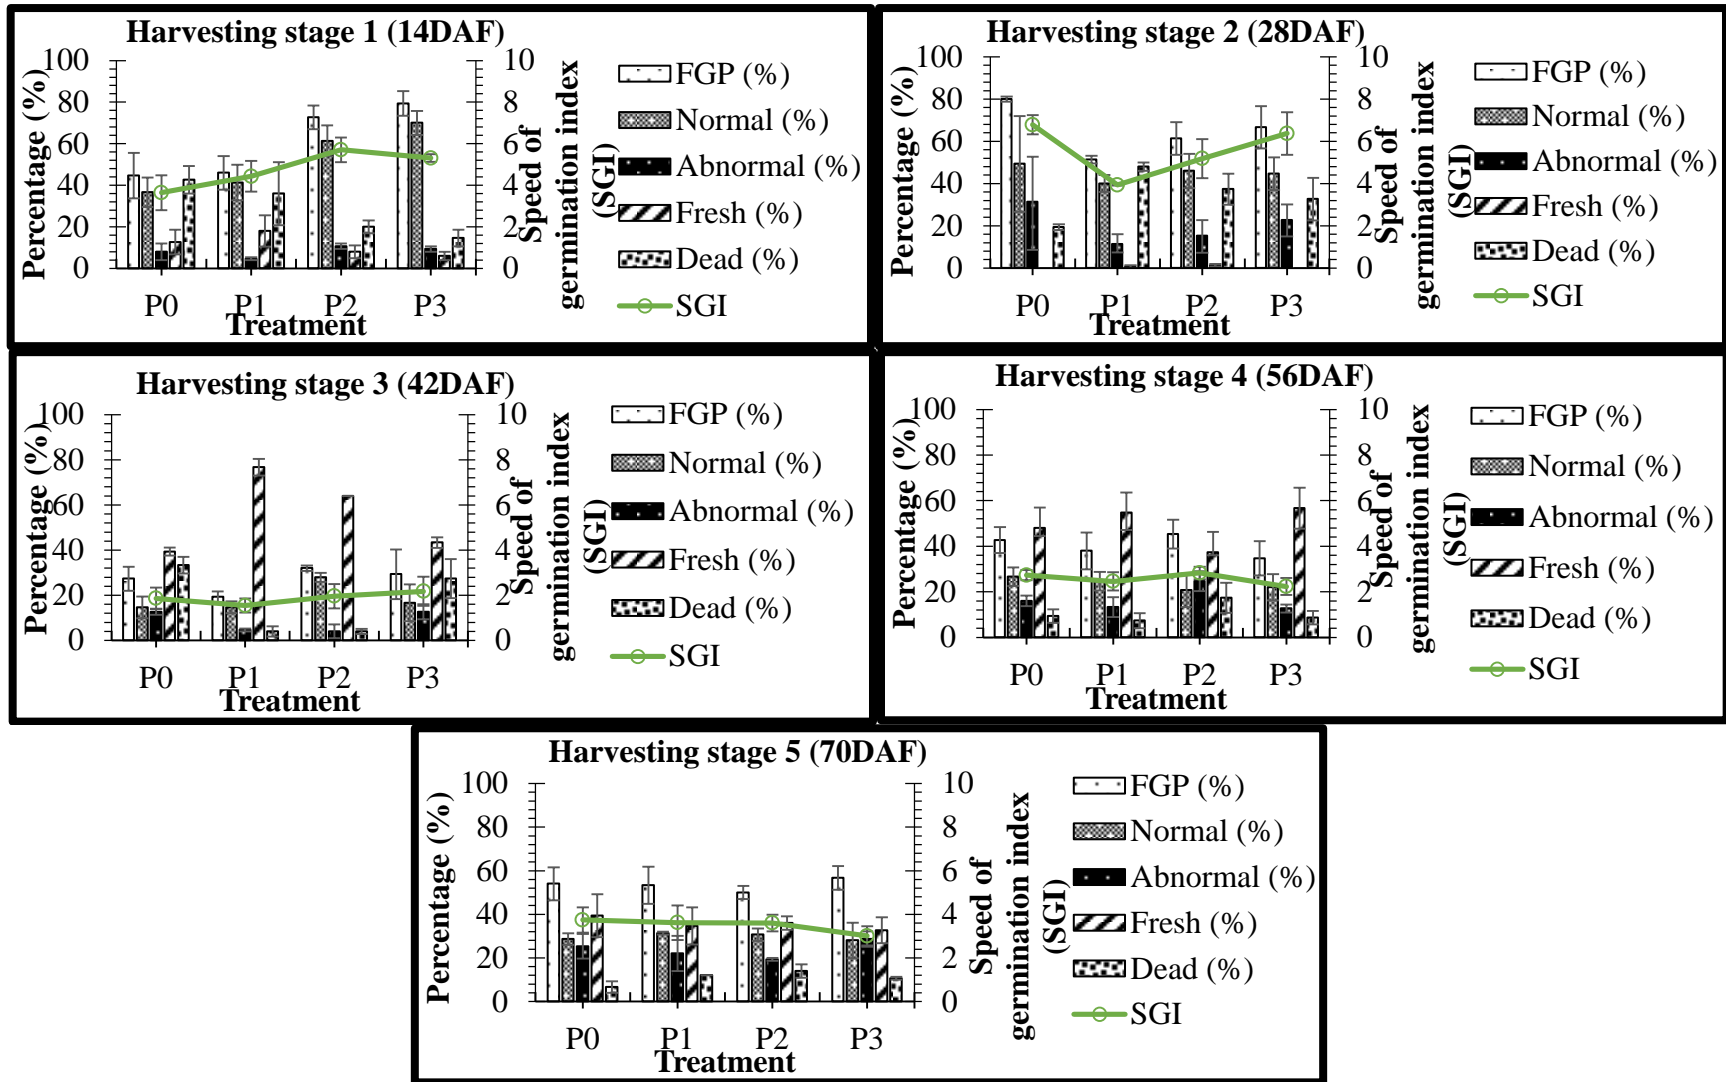 Harvesting stage 1 (14DAF)
Percentage (%)
100
80
60
40
20
0
10
8
6
4
2
0
P0 P1 P2 P3
Treatment
Speed of
germination index
(SGI)
FGP (%)
Normal (%)
Abnormal (%)
Fresh (%)
Dead (%)
SGI
Harvesting stage 2 (28DAF)
Percentage (%)
100
80
60
40
20
0
10
8
6
4
2
0
P0 P1 P2 P3
Treatment
Speed of
germination index
(SGI)
FGP (%)
Normal (%)
Abnormal (%)
Fresh (%)
Dead (%)
SGI
Harvesting stage 3 (42DAF)
Percentage (%)
100
80
60
40
20
0
10
8
6
4
2
0
P0 P1 P2 P3
Treatment
Speed of
germination index
(SGI)
FGP (%)
Normal (%)
Abnormal (%)
Fresh (%)
Dead (%)
SGI
Harvesting stage 4 (56DAF)
Percentage (%)
100
80
60
40
20
0
10
8
6
4
2
0
P0 P1 P2 P3
Treatment
Speed of
germination index
(SGI)
FGP (%)
Normal (%)
Abnormal (%)
Fresh (%)
Dead (%)
SGI
Harvesting stage 5 (70DAF)
Percentage (%)
100
80
60
40
20
0
10
8
6
4
2
0
P0 P1 P2 P3
Treatment
Speed of
germination index
(SGI)
FGP (%)
Normal (%)
Abnormal (%)
Fresh (%)
Dead (%)
SGI